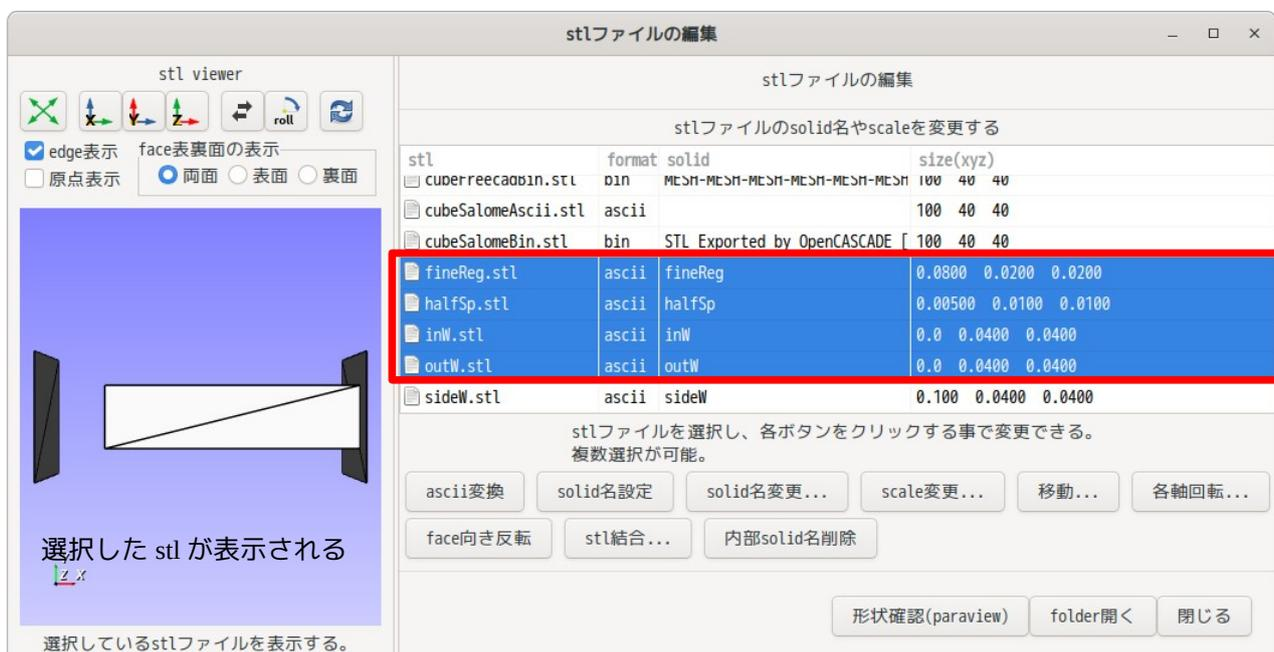 stlファイルの編集
stl viewer
X Y Z roll
edge表示 face表裏面の表示
原点表示 両面 表面 裏面
選択した stl が表示される
z x
選択しているstlファイルを表示する。
stlファイルの編集
stlファイルのsolid名やscaleを変更する
stl format solid size(xyz)
cubeFreecadBin.stl bin MESH-MESH-MESH-MESH-MESH-MESH 100 40 40
cubeSalomeAscii.stl ascii 100 40 40
cubeSalomeBin.stl bin STL Exported by OpenCASCADE [ 100 40 40
fineReg.stl ascii fineReg 0.0800 0.0200 0.0200
halfSp.stl ascii halfSp 0.00500 0.0100 0.0100
inW.stl ascii inW 0.0 0.0400 0.0400
outW.stl ascii outW 0.0 0.0400 0.0400
sideW.stl ascii sideW 0.100 0.0400 0.0400
stlファイルを選択し、各ボタンをクリックする事で変更できる。
複数選択が可能。
ascii変換 solid名設定 solid名変更... scale変更... 移動... 各軸回転...
face向き反転 stl結合... 内部solid名削除
形状確認(paraview) folder開く 閉じる